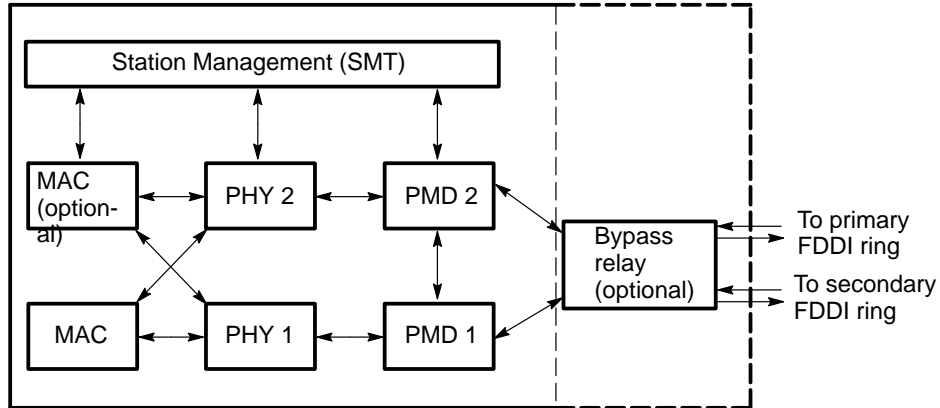 Station Management (SMT)
MAC
(option-
al)
PHY 2
PMD 2
Bypass
relay
(optional)
To primary
FDDI ring
To secondary
FDDI ring
MAC
PHY 1
PMD 1